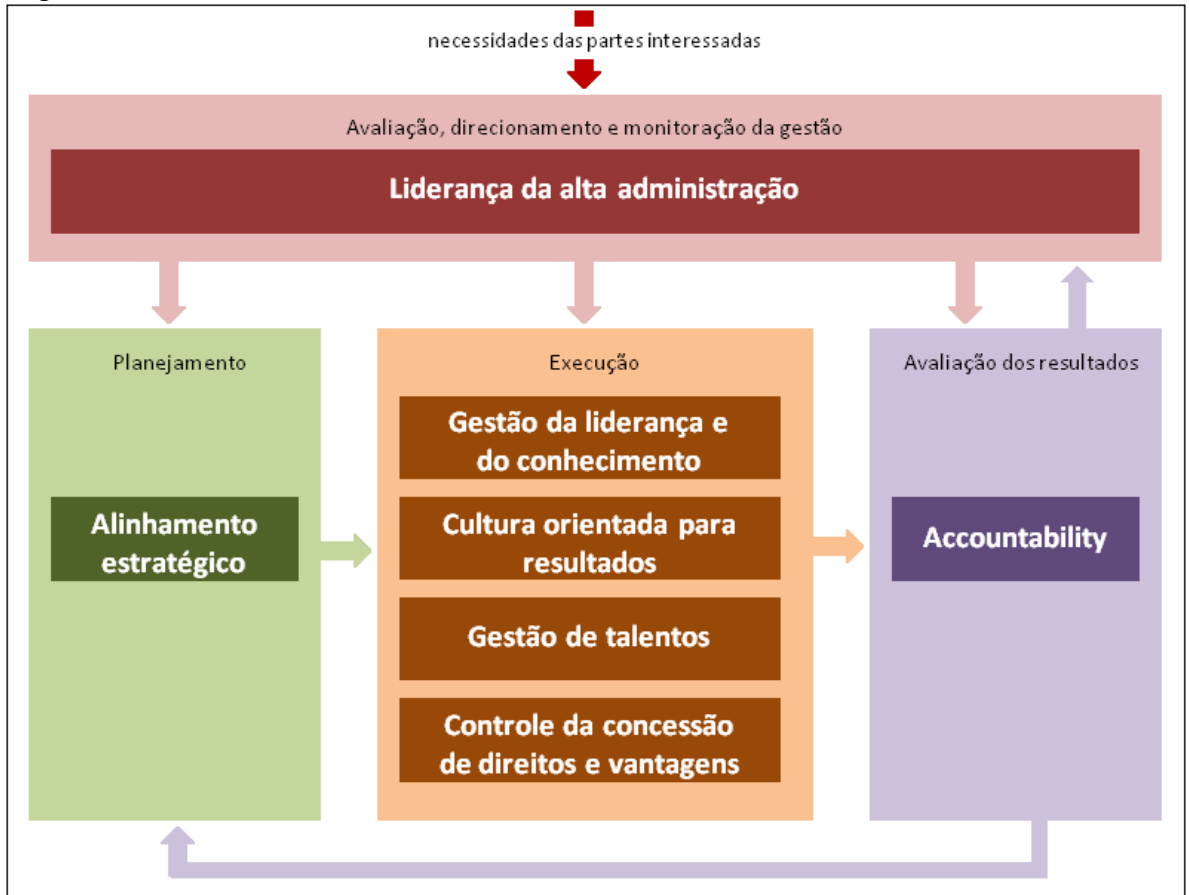 necessidades das partes interessadas
Avaliação, direcionamento e monitoração da gestão
Liderança da alta administração
Planejamento
Alinhamento
estratégico
Execução
Gestão da liderança e
do conhecimento
Cultura orientada para
resultados
Gestão de talentos
Controle da concessão
de direitos e vantagens
Avaliação dos resultados
Accountability